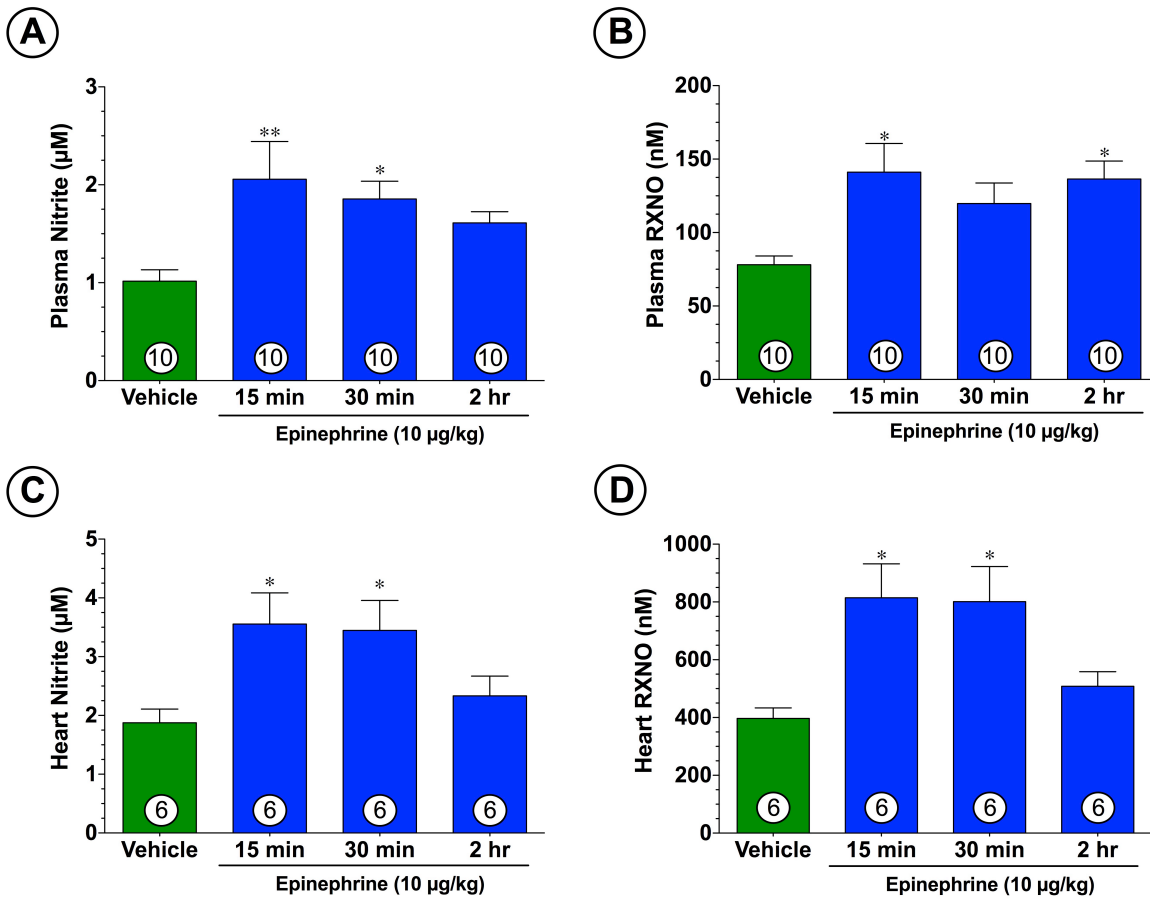 A
Plasma Nitrite (µM)
3
2
1
0
**
*
10
10
10
10
Vehicle
15 min
30 min
2 hr
Epinephrine (10 µg/kg)
B
Plasma RXNO (nM)
200
150
100
50
0
*
*
10
10
10
10
Vehicle
15 min
30 min
2 hr
Epinephrine (10 µg/kg)
C
Heart Nitrite (µM)
5
4
3
2
1
0
*
*
6
6
6
6
Vehicle
15 min
30 min
2 hr
Epinephrine (10 µg/kg)
D
Heart RXNO (nM)
1000
800
600
400
200
0
*
*
6
6
6
6
Vehicle
15 min
30 min
2 hr
Epinephrine (10 µg/kg)